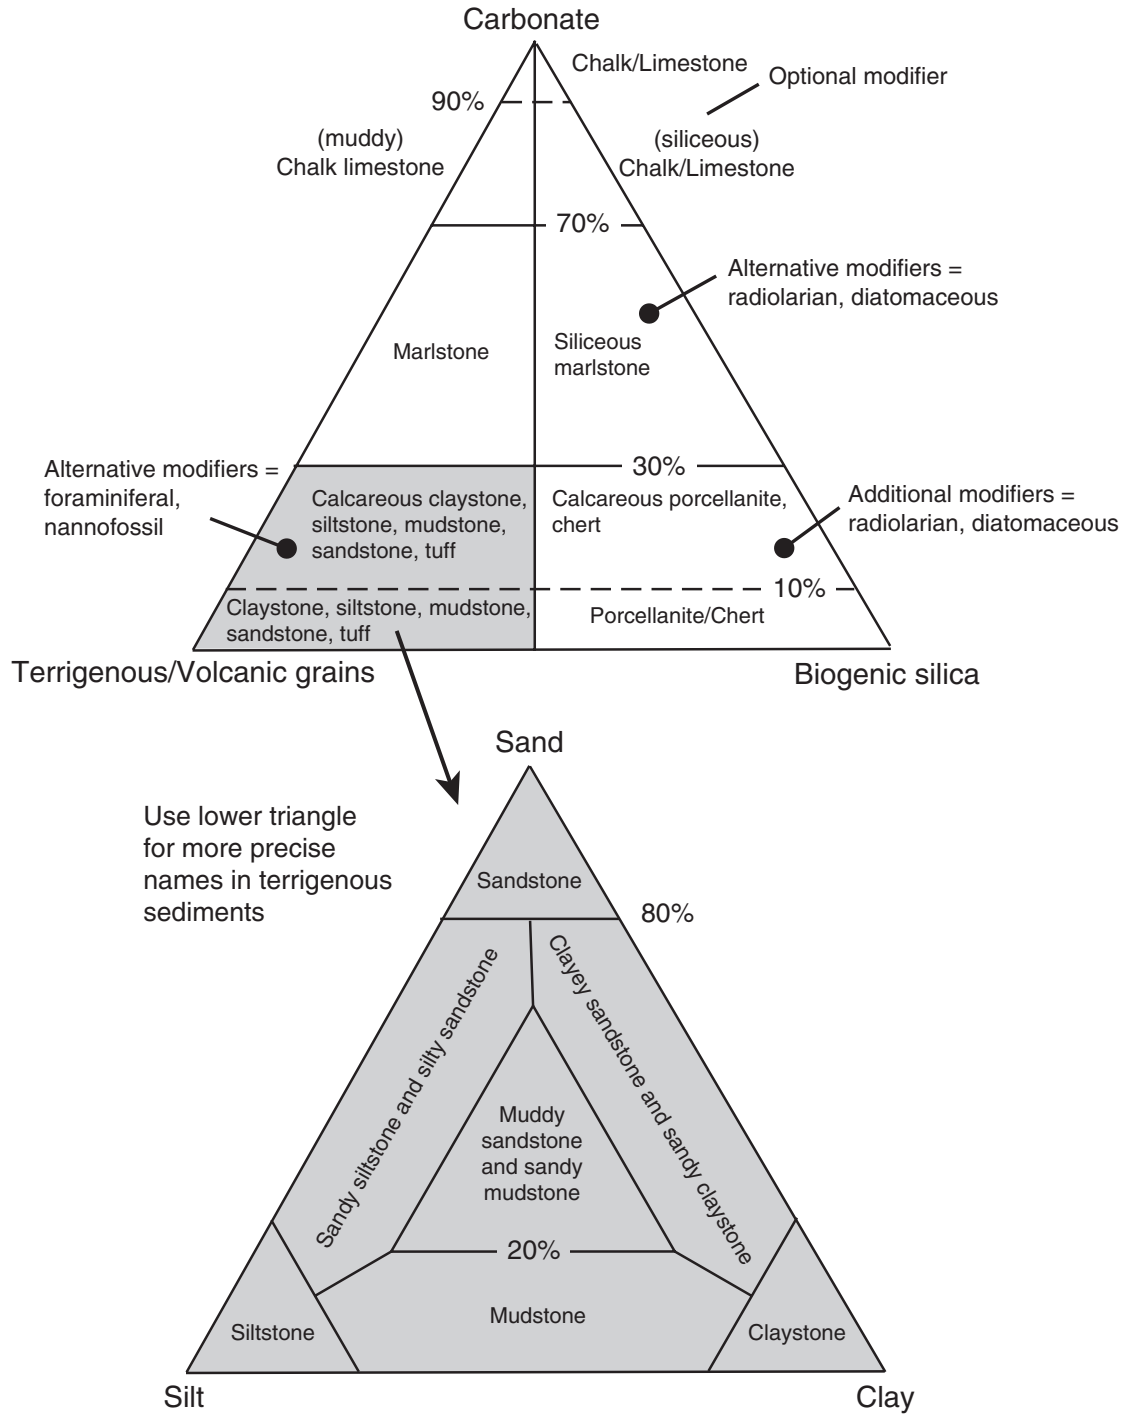 Carbonate
Chalk/Limestone
Optional modifier
90%
(muddy)
Chalk limestone
(siliceous)
Chalk/Limestone
70%
Alternative modifiers =
radiolarian, diatomaceous
Marlstone
Siliceous
marlstone
Alternative modifiers =
foraminiferal,
nannofossil
30%
Calcareous claystone,
siltstone, mudstone,
sandstone, tuff
Calcareous porcellanite,
chert
Additional modifiers =
radiolarian, diatomaceous
10%
Claystone, siltstone, mudstone,
sandstone, tuff
Porcellanite/Chert
Terrigenous/Volcanic grains
Biogenic silica
Sand
Use lower triangle
for more precise
names in terrigenous
sediments
Sandstone
80%
Sandy siltstone and silty sandstone
Clayey sandstone and sandy claystone
Muddy
sandstone
and sandy
mudstone
20%
Mudstone
Siltstone
Claystone
Silt
Clay